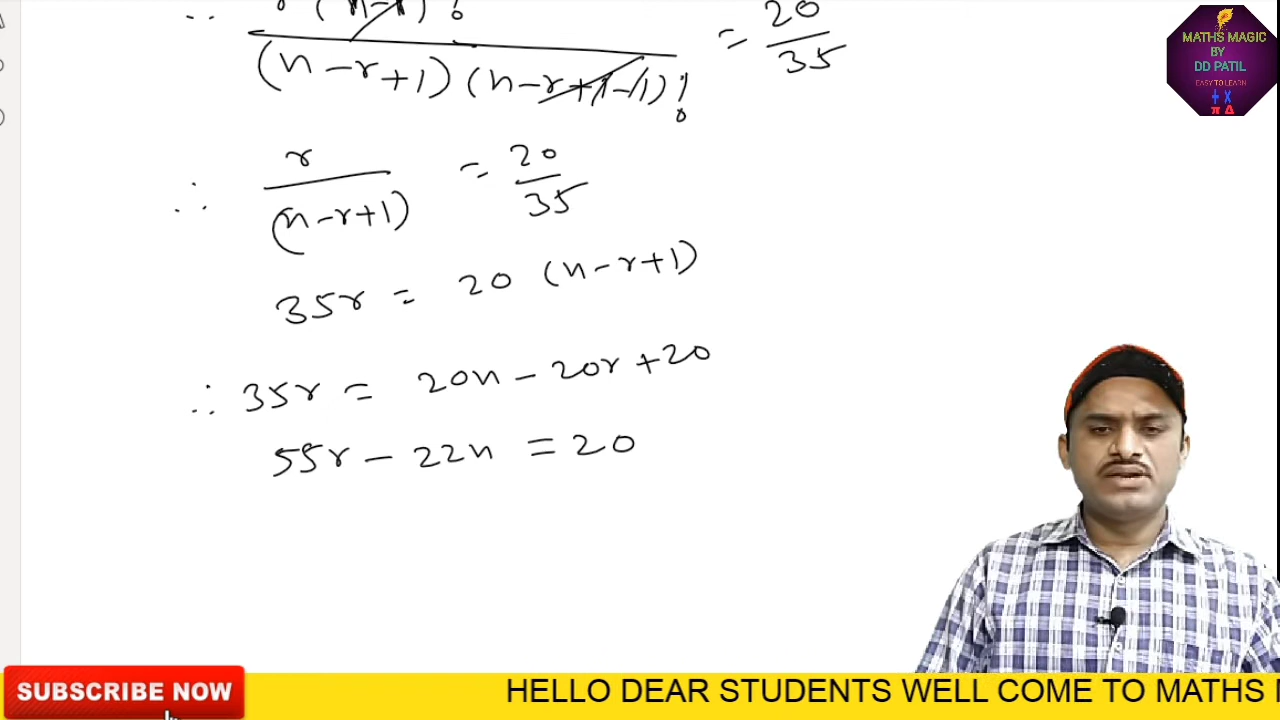 = 20/35
(n-r+1) (n-r+1-1)!
∴ r/(n-r+1) = 20/35
35r = 20 (n-r+1)
∴ 35r = 20n - 20r + 20
55r - 22n = 20
MATHS MAGIC
BY
DD PATIL
EASY TO LEARN
+ X
π Δ
SUBSCRIBE NOW
HELLO DEAR STUDENTS WELL COME TO MATHS